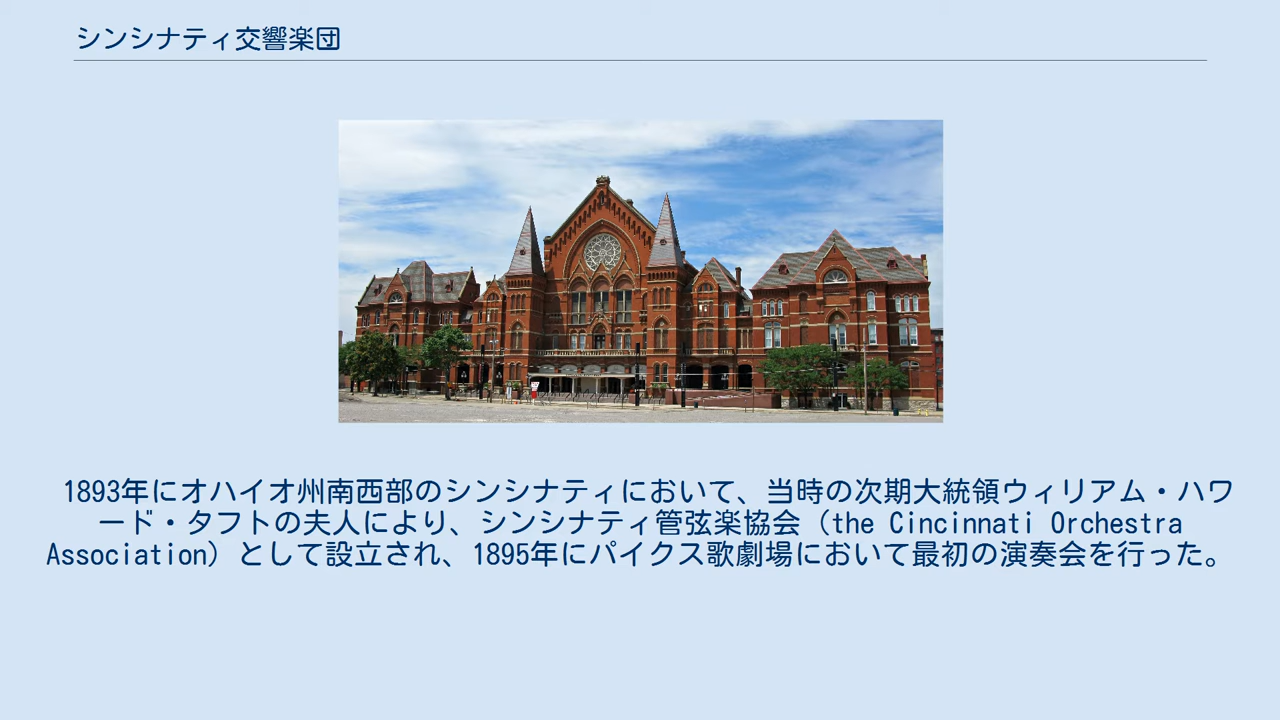 シンシナティ交響楽団
1893年にオハイオ州南西部のシンシナティにおいて、当時の次期大統領ウィリアム・ハワ
ード・タフトの夫人により、シンシナティ管弦楽協会（the Cincinnati Orchestra
Association）として設立され、1895年にパイクス歌劇場において最初の演奏会を行った。